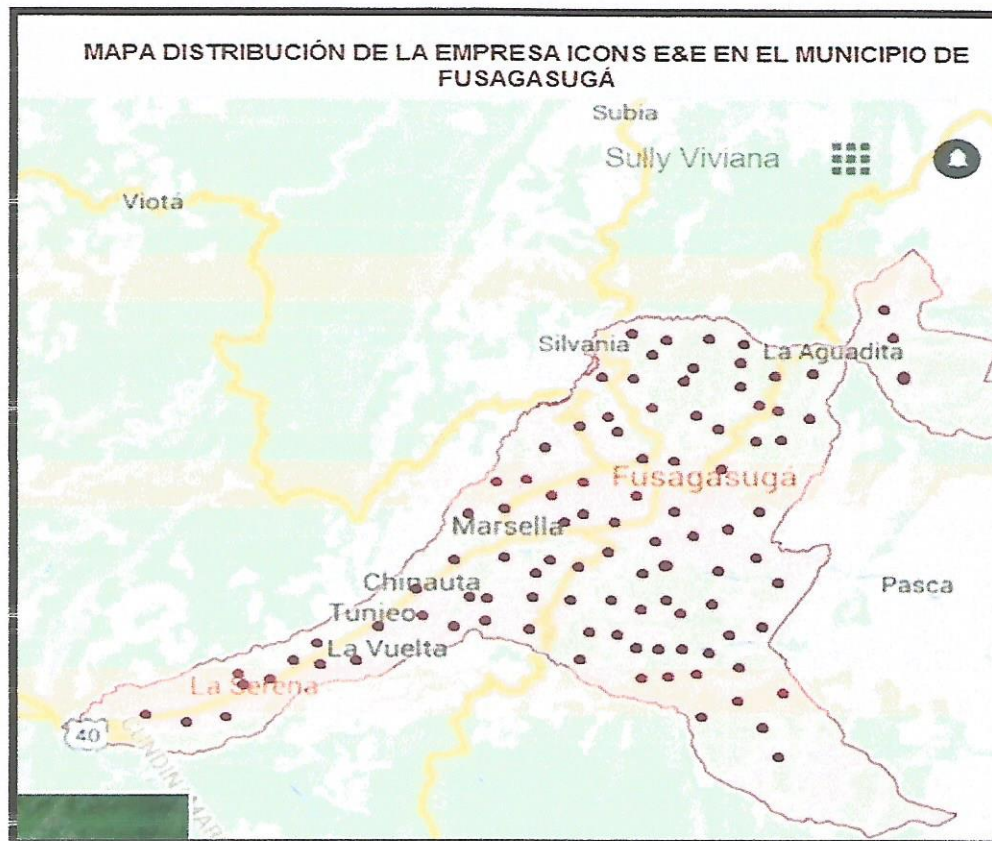 MAPA DISTRIBUCIÓN DE LA EMPRESA ICONS E&E EN EL MUNICIPIO DE
FUSAGASUGÁ
Subia
Sully Viviana
Viotá
Silvania
La Aguadita
Fusagasugá
Marsella
Chinauta
Pasca
Tunjeo
La Vuelta
La Serena
40